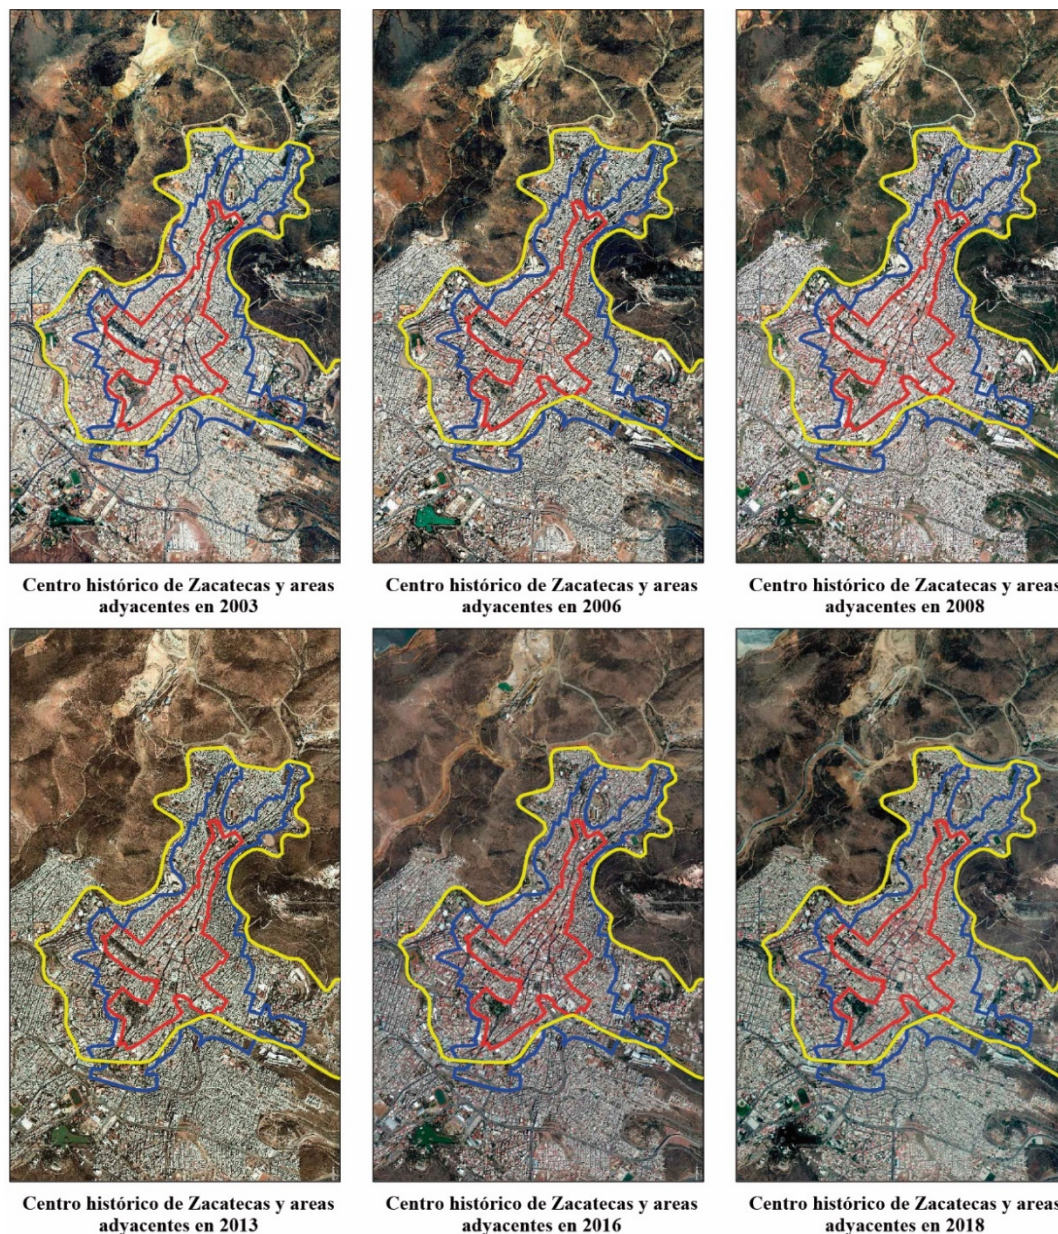 Centro histórico de Zacatecas y areas
adyacentes en 2003
Centro histórico de Zacatecas y areas
adyacentes en 2006
Centro histórico de Zacatecas y areas
adyacentes en 2008
Centro histórico de Zacatecas y areas
adyacentes en 2013
Centro histórico de Zacatecas y areas
adyacentes en 2016
Centro histórico de Zacatecas y areas
adyacentes en 2018